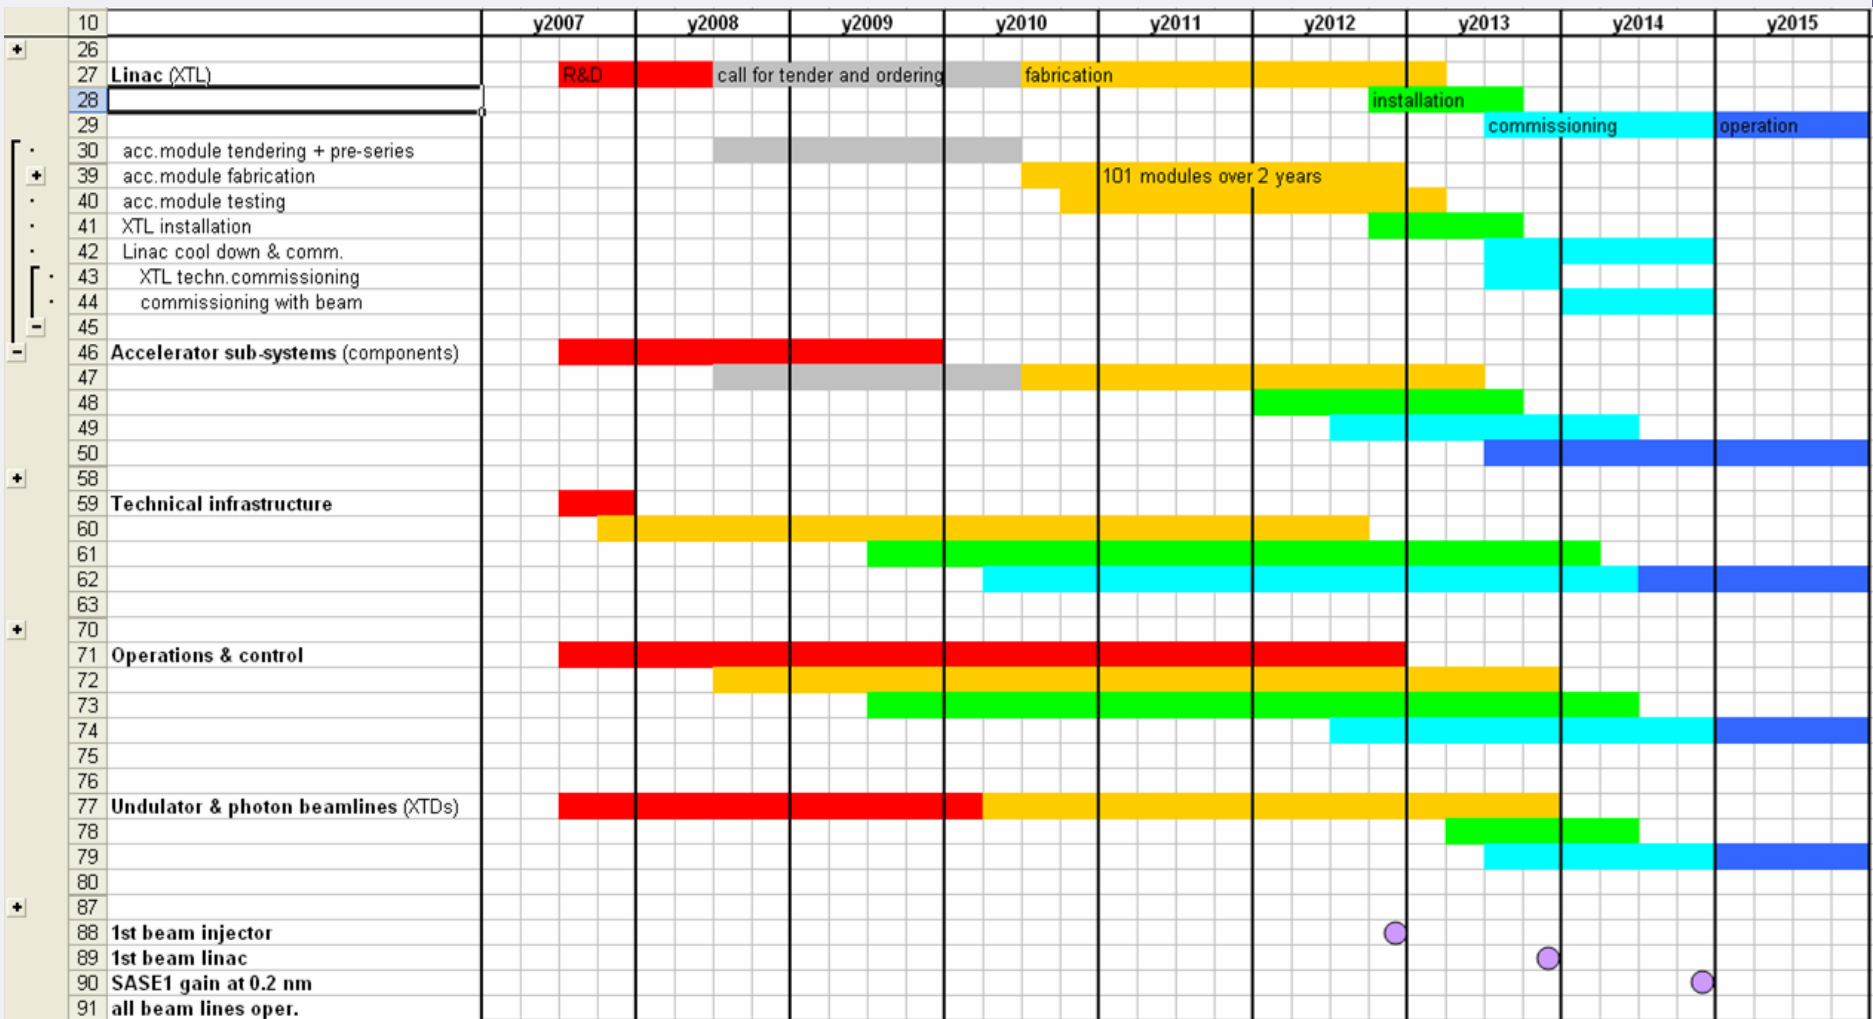 10 y2007 y2008 y2009 y2010 y2011 y2012 y2013 y2014 y2015
+ 26
27 Linac (XTL) R&D call for tender and ordering fabrication
28 installation
29 commissioning operation
30 acc.module tendering + pre-series
+ 39 acc.module fabrication 101 modules over 2 years
40 acc.module testing
41 XTL installation
42 Linac cool down & comm.
43 XTL techn.commissioning
44 commissioning with beam
- 45
- 46 Accelerator sub-systems (components)
47
48
49
50
+ 58
59 Technical infrastructure
60
61
62
63
+ 70
71 Operations & control
72
73
74
75
76
77 Undulator & photon beamlines (XTDs)
78
79
80
+ 87
88 1st beam injector
89 1st beam linac
90 SASE1 gain at 0.2 nm
91 all beam lines oper.